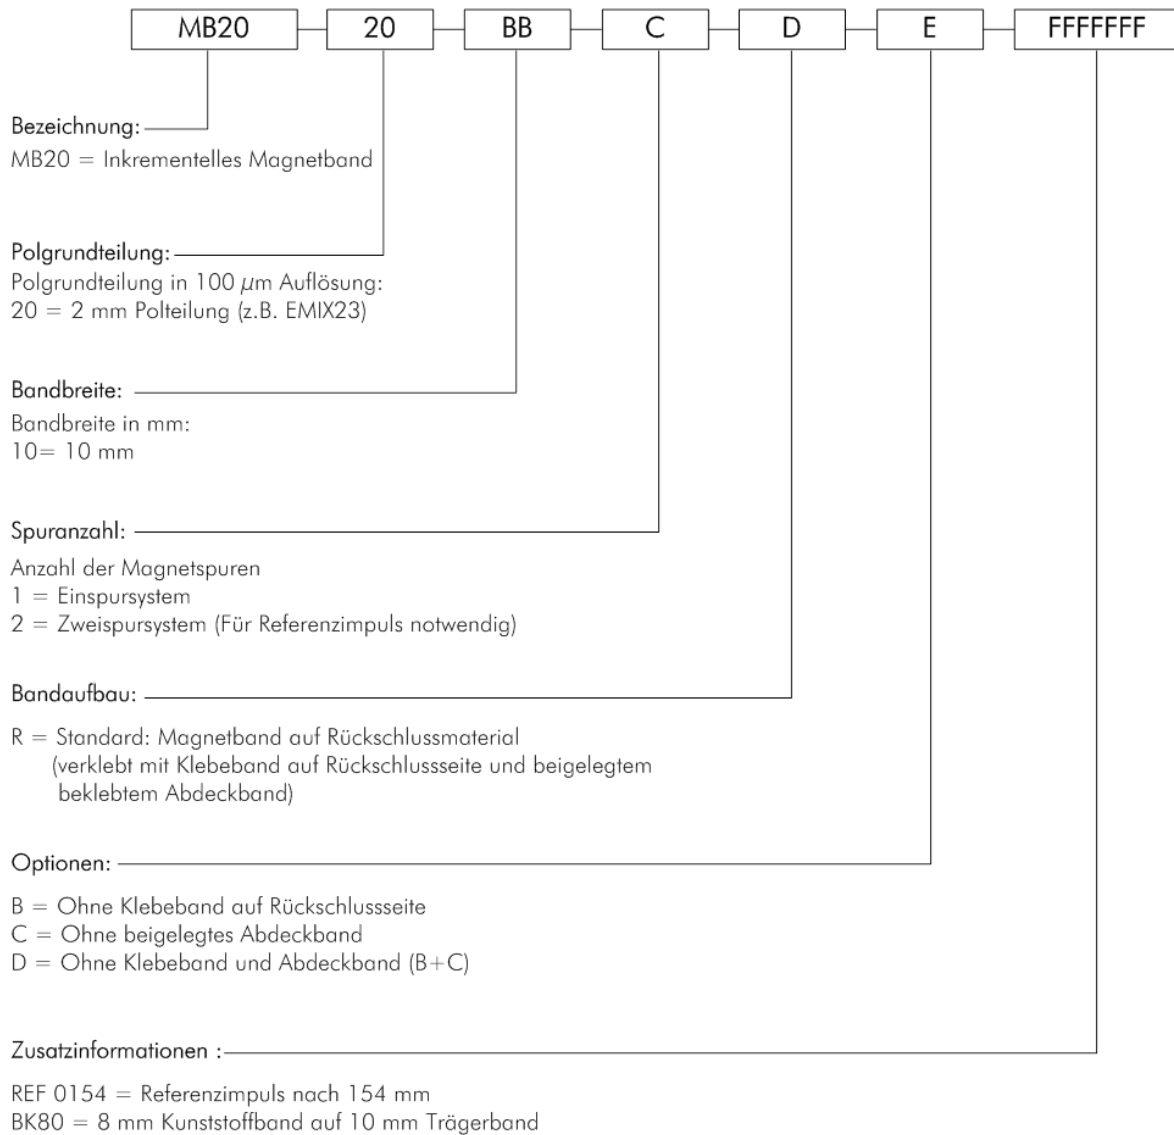 MB20 20 BB C D E FFFFFFF
Bezeichnung:
MB20 = Inkrementelles Magnetband
Polgrundteilung:
Polgrundteilung in 100 µm Auflösung:
20 = 2 mm Polteilung (z.B. EMIX23)
Bandbreite:
Bandbreite in mm:
10= 10 mm
Spuranzahl:
Anzahl der Magnetspuren
1 = Einspursystem
2 = Zweispursystem (Für Referenzimpuls notwendig)
Bandaufbau:
R = Standard: Magnetband auf Rückschlussmaterial
(verklebt mit Klebeband auf Rückschlussseite und beigelegtem
beklebtem Abdeckband)
Optionen:
B = Ohne Klebeband auf Rückschlussseite
C = Ohne beigelegtes Abdeckband
D = Ohne Klebeband und Abdeckband (B+C)
Zusatzinformationen :
REF 0154 = Referenzimpuls nach 154 mm
BK80 = 8 mm Kunststoffband auf 10 mm Trägerband